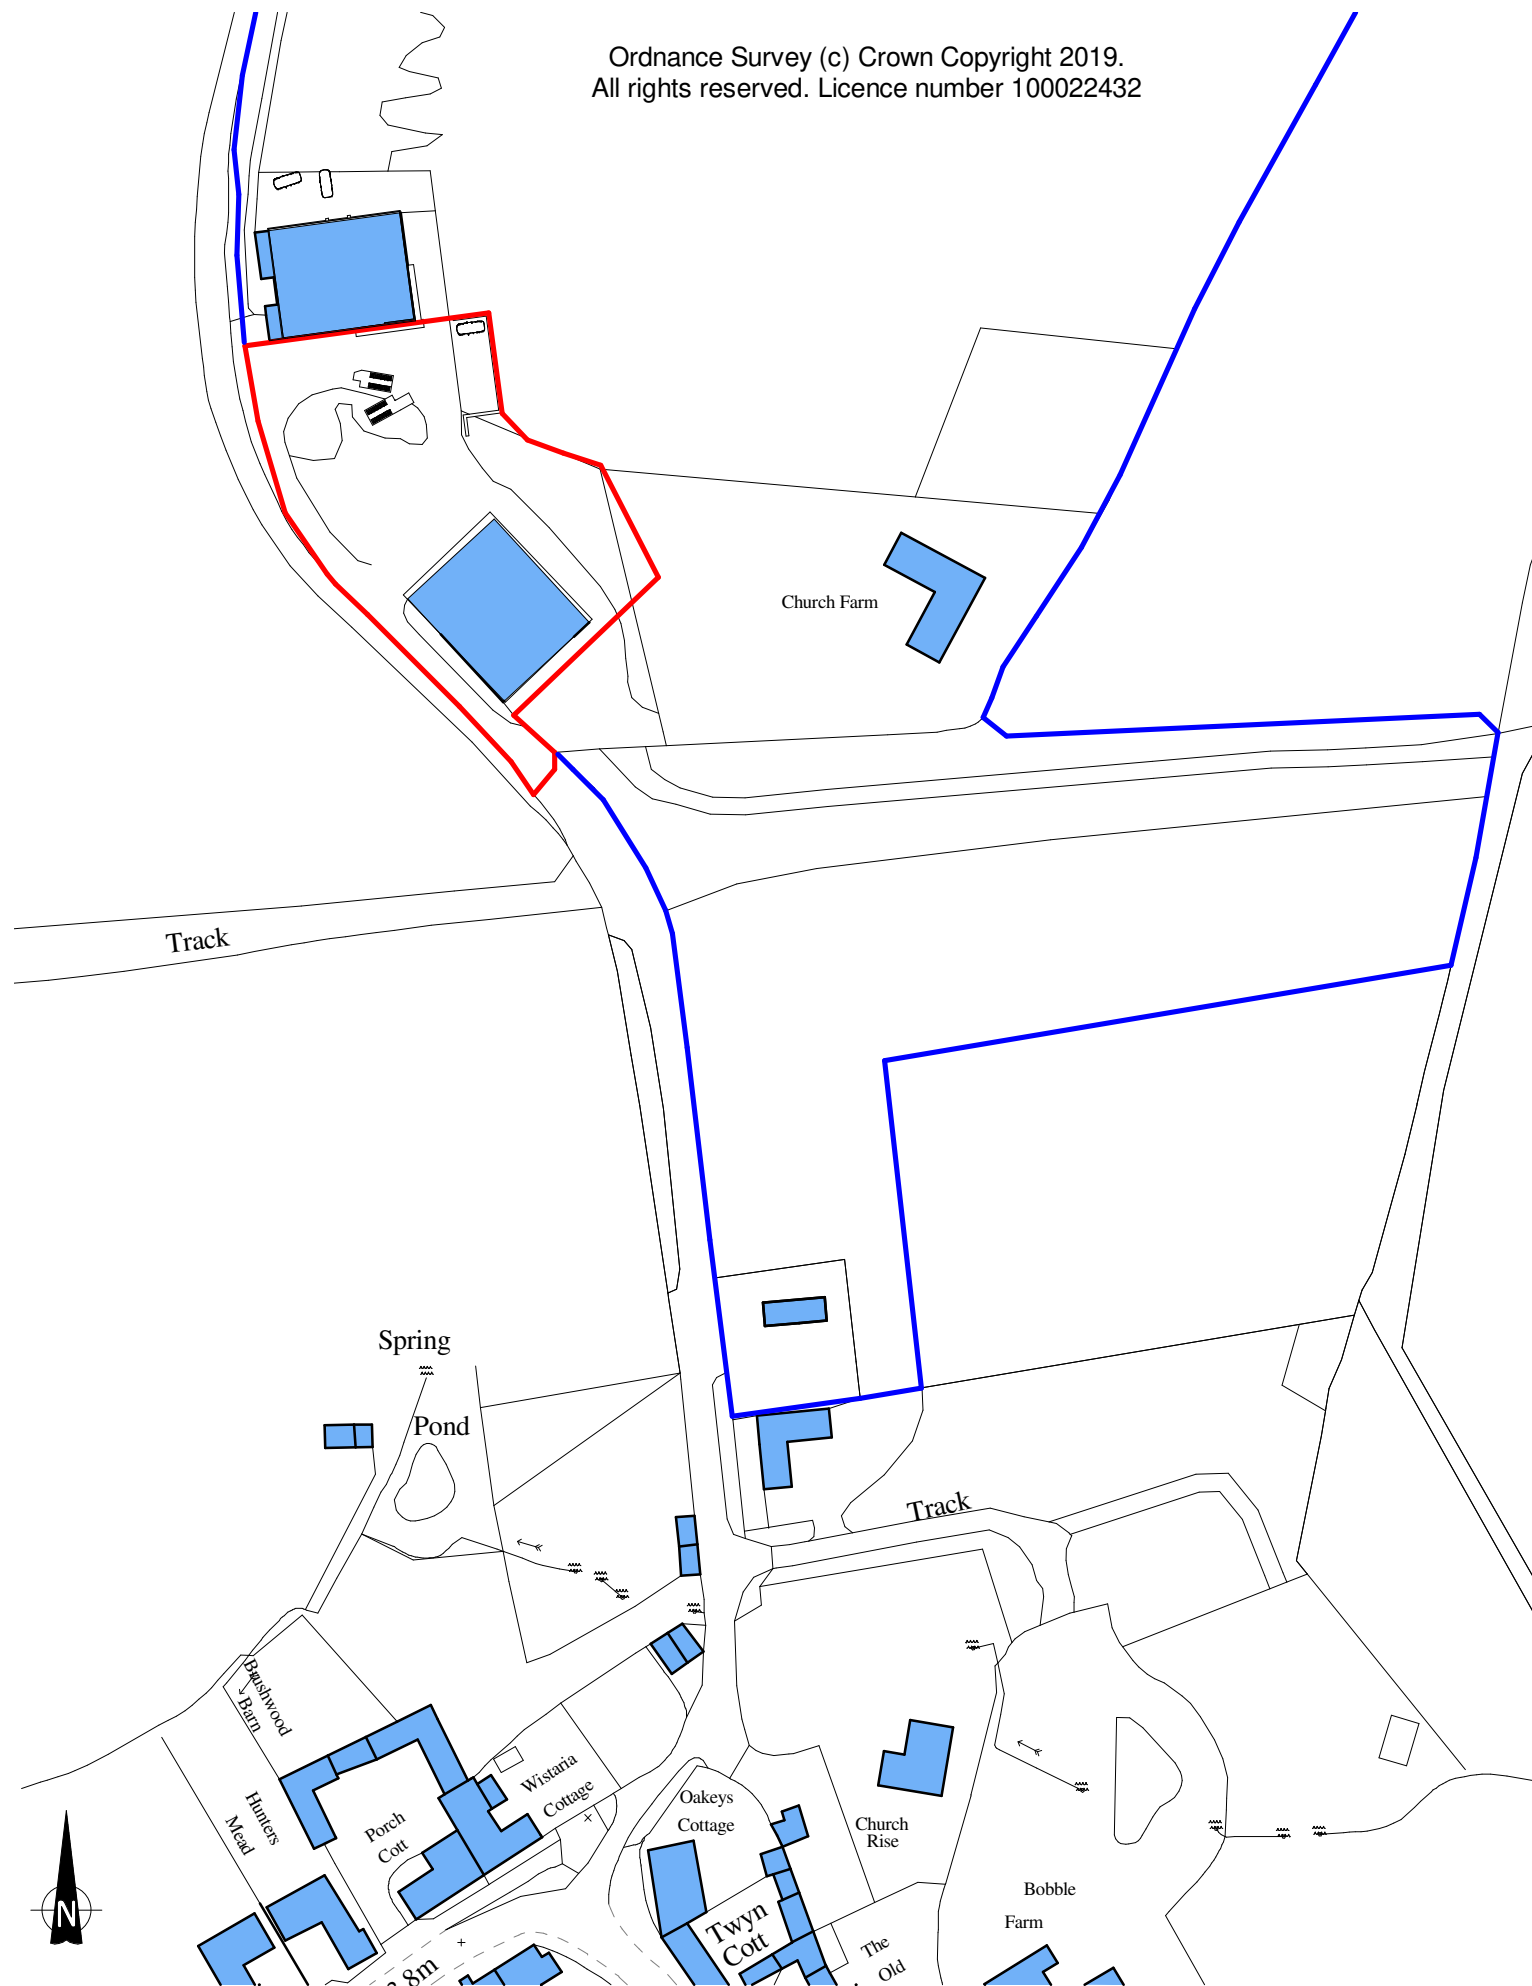 Ordnance Survey (c) Crown Copyright 2019.
All rights reserved. Licence number 100022432
Church Farm
Track
Spring
Pond
Track
Brushwood
Barn
Hunters
Mead
Porch
Cott
Wistaria
Cottage
Oakeys
Cottage
Church
Rise
Bobble
Farm
Twyn
Cott
The
Old
.8m
N